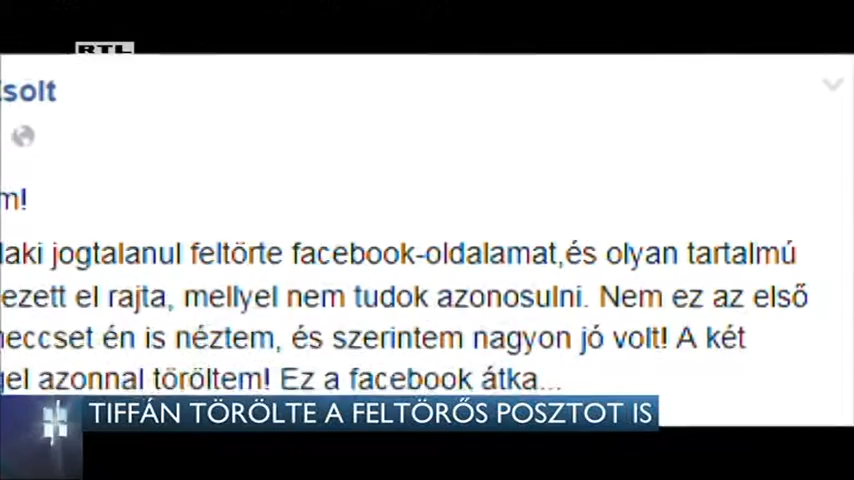 RTL
Zsolt
m!
laki jogtalanul feltörte facebook-oldalamat,és olyan tartalmú
ezett el rajta, mellyel nem tudok azonosulni. Nem ez az első
neccset én is néztem, és szerintem nagyon jó volt! A két
gel azonnal töröltem! Ez a facebook átka...
TIFFÁN TÖRÖLTE A FELTÖRŐS POSZTOT IS